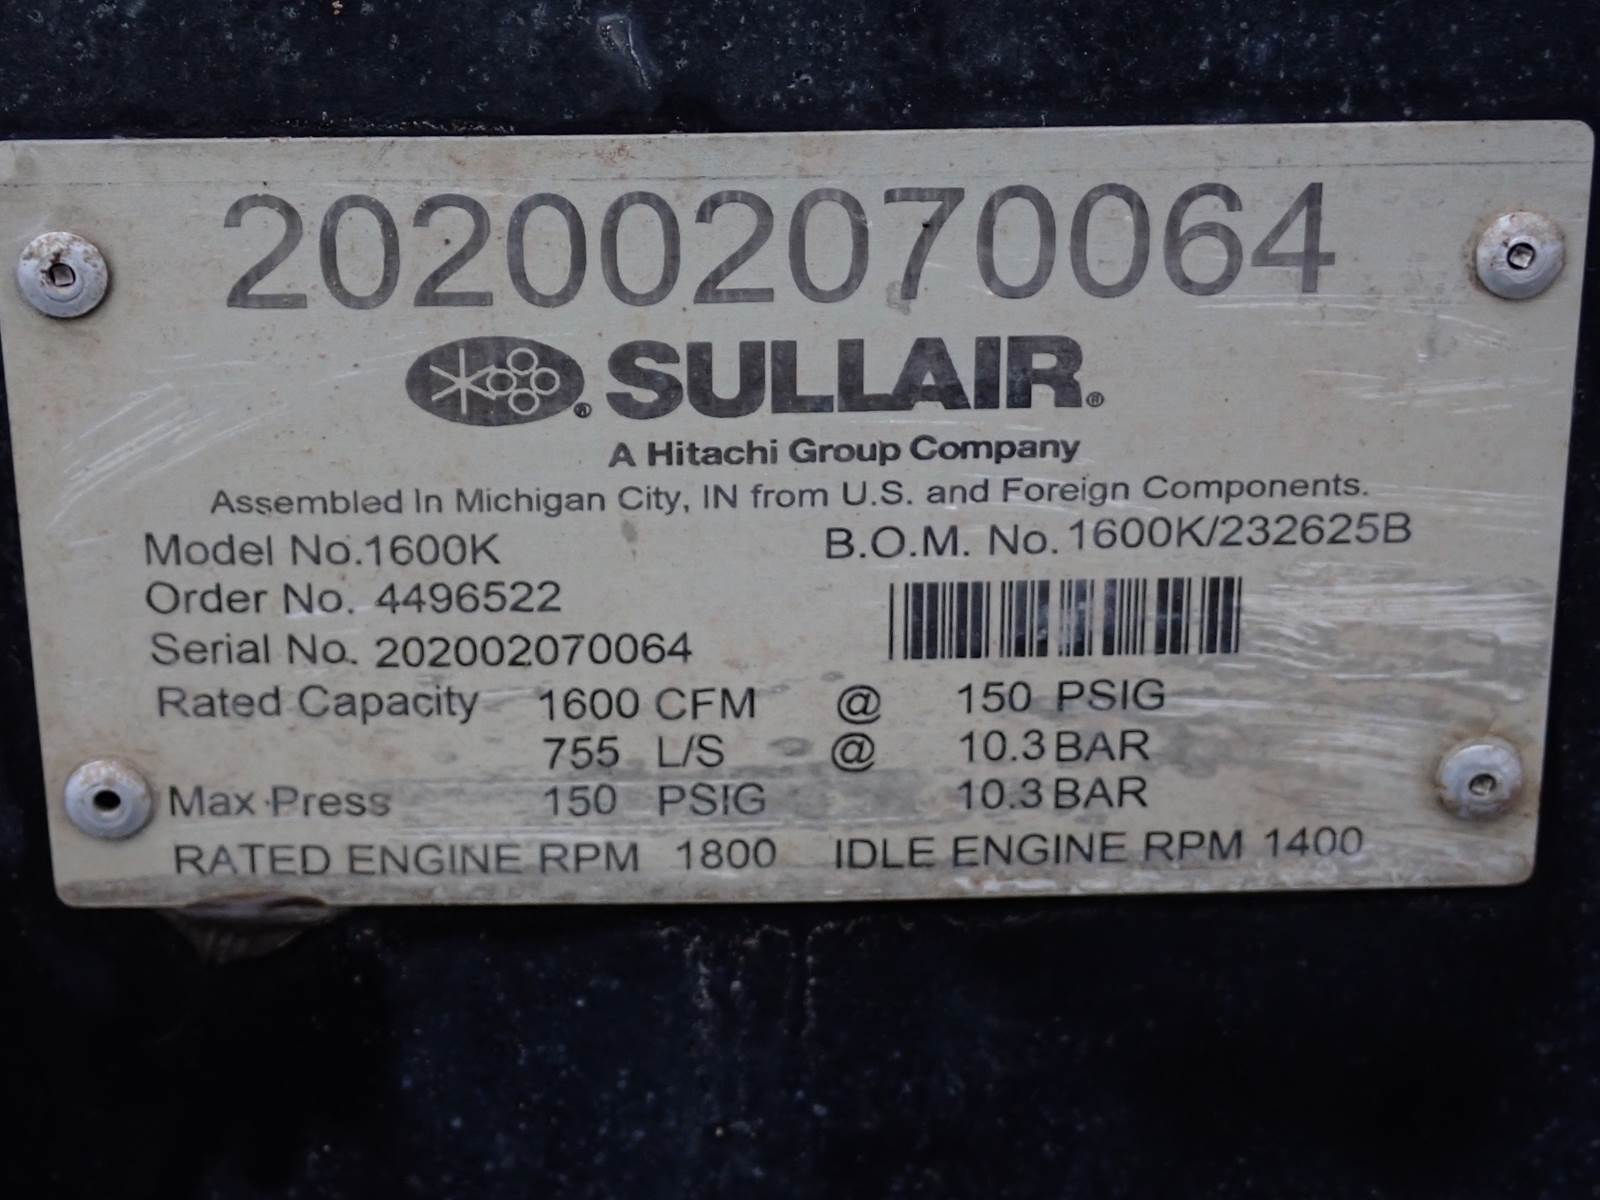 202002070064
SULLAIR®
A Hitachi Group Company
Assembled In Michigan City, IN from U.S. and Foreign Components.
Model No.1600K B.O.M. No. 1600K/232625B
Order No. 4496522
Serial No. 202002070064
Rated Capacity 1600 CFM @ 150 PSIG
755 L/S @ 10.3 BAR
Max Press 150 PSIG 10.3 BAR
RATED ENGINE RPM 1800 IDLE ENGINE RPM 1400